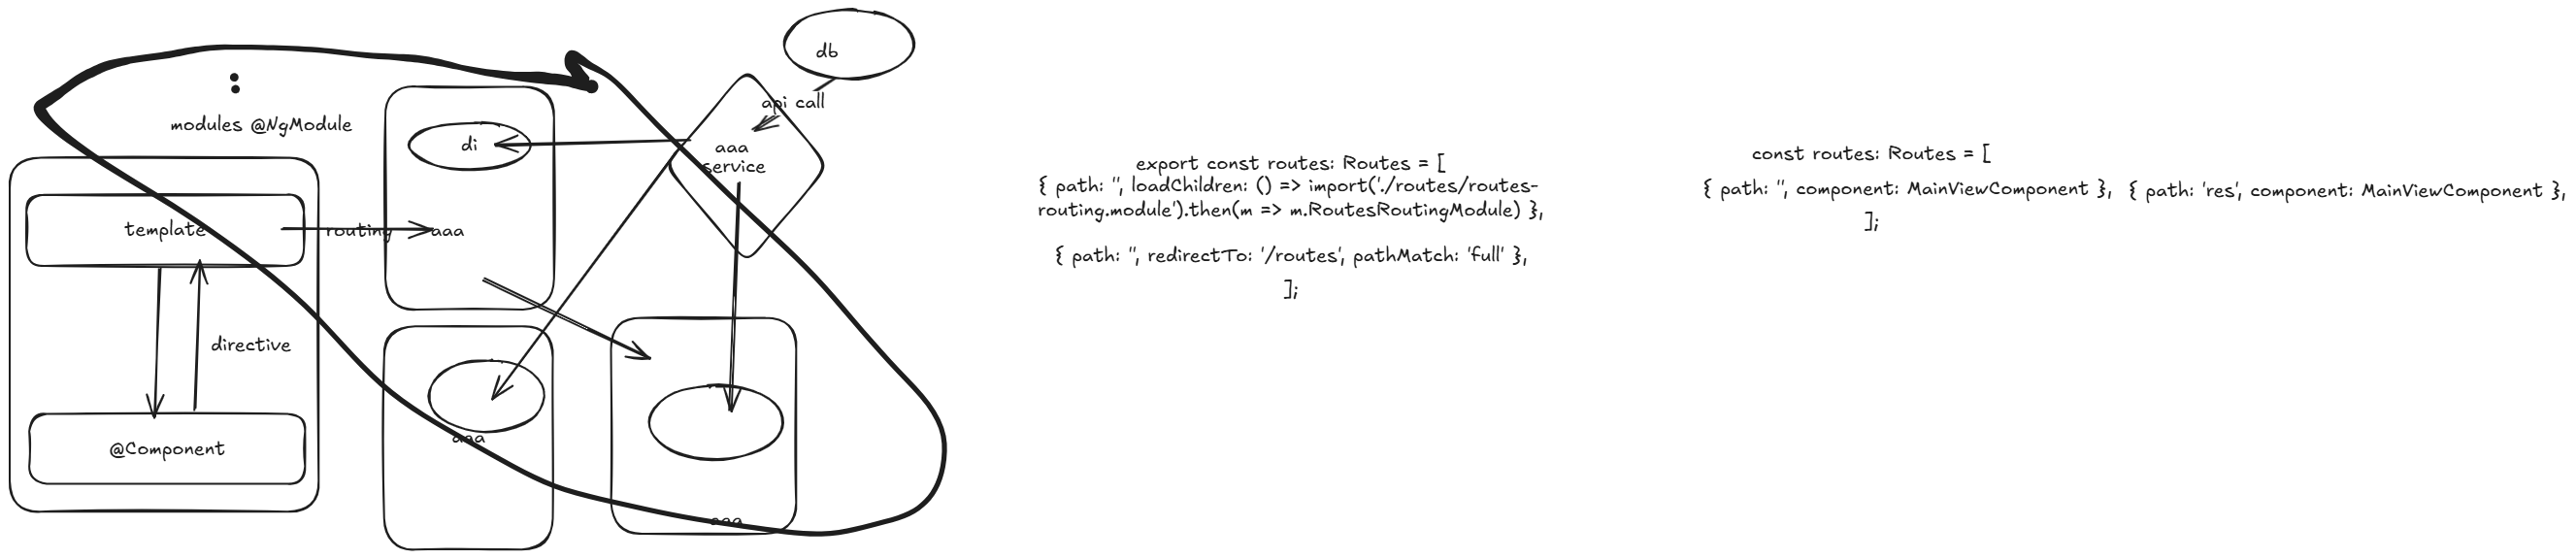 db
api call
modules @NgModule
di
aaa
service
template
routing
aaa
directive
aaa
@Component
aaa
export const routes: Routes = [
{ path: '', loadChildren: () => import('./routes/routes-
routing.module').then(m => m.RoutesRoutingModule) },
{ path: '', redirectTo: '/routes', pathMatch: 'full' },
];
const routes: Routes = [
{ path: '', component: MainViewComponent },
{ path: 'res', component: MainViewComponent },
];